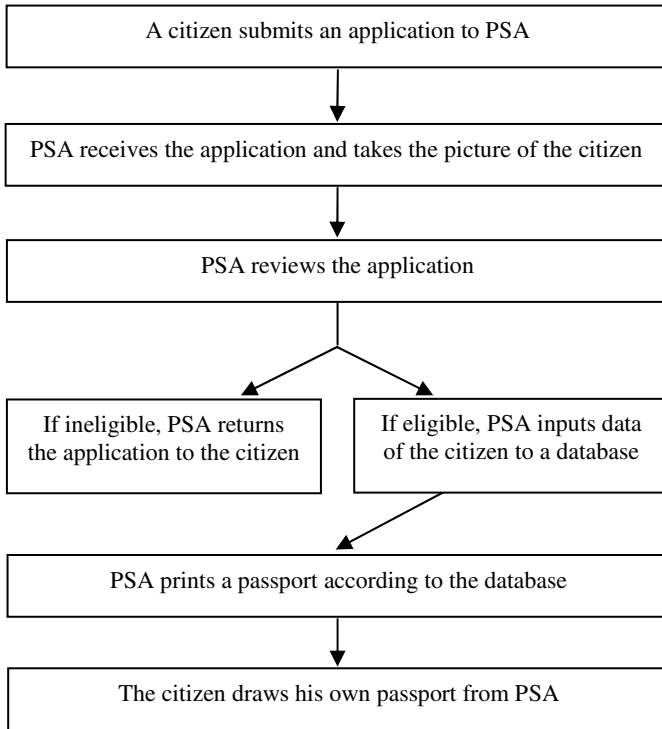 A citizen submits an application to PSA
PSA receives the application and takes the picture of the citizen
PSA reviews the application
If ineligible, PSA returns
the application to the citizen
If eligible, PSA inputs data
of the citizen to a database
PSA prints a passport according to the database
The citizen draws his own passport from PSA